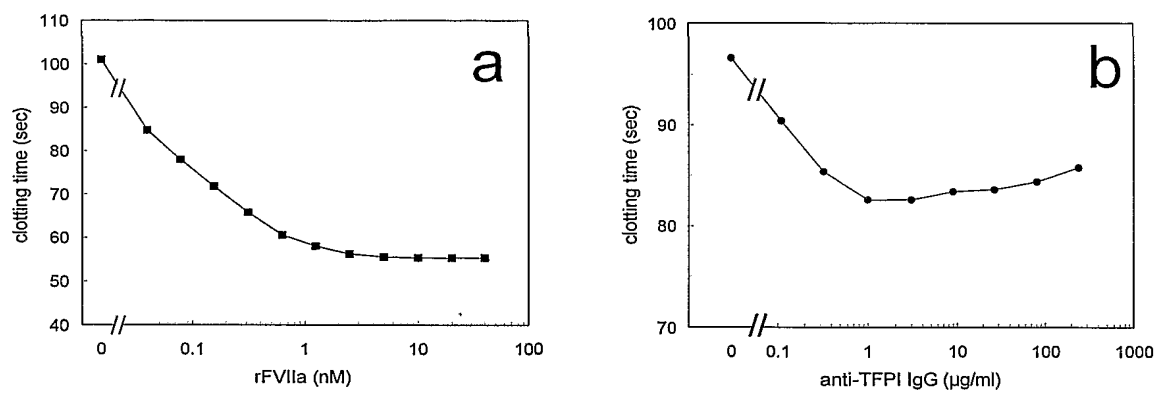 110
100
90
80
70
60
50
40
clotting time (sec)
a
0 0.1 1 10 100
rFVIIa (nM)
100
90
80
70
clotting time (sec)
b
0 0.1 1 10 100 1000
anti-TFPI IgG (µg/ml)